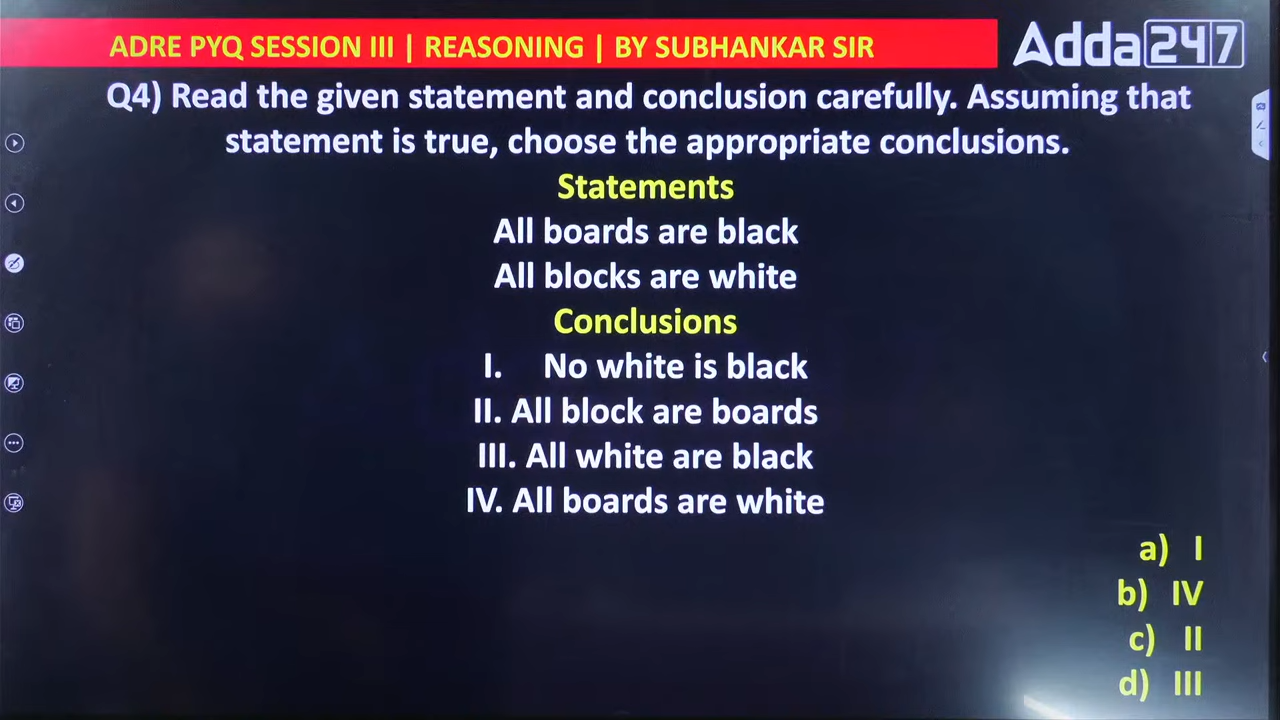 ADRE PYQ SESSION III | REASONING | BY SUBHANKAR SIR
Adda247
Q4) Read the given statement and conclusion carefully. Assuming that
statement is true, choose the appropriate conclusions.
Statements
All boards are black
All blocks are white
Conclusions
I. No white is black
II. All block are boards
III. All white are black
IV. All boards are white
a) I
b) IV
c) II
d) III